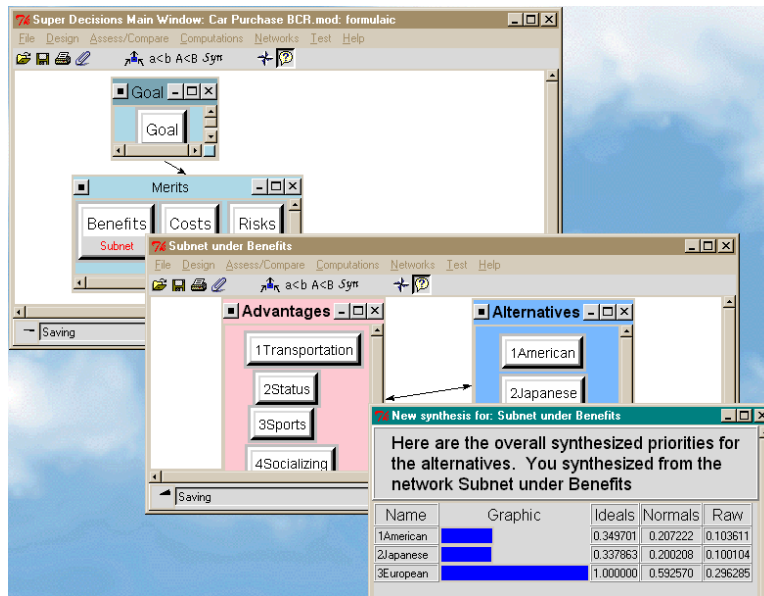 Super Decisions Main Window: Car Purchase BCR.mod: formulaic
File Design Assess/Compare Computations Networks Test Help
a<b A<B Syn
Goal
Goal
Merits
Benefits Costs Risks
Subnet
Saving
Subnet under Benefits
File Design Assess/Compare Computations Networks Test Help
a<b A<B Syn
Advantages
1Transportation
2Status
3Sports
4Socializing
Alternatives
1American
2Japanese
Saving
New synthesis for: Subnet under Benefits
Here are the overall synthesized priorities for
the alternatives. You synthesized from the
network Subnet under Benefits
Name Graphic Ideals Normals Raw
1American 0.349701 0.207222 0.103611
2Japanese 0.337863 0.200208 0.100104
3European 1.000000 0.592570 0.296285